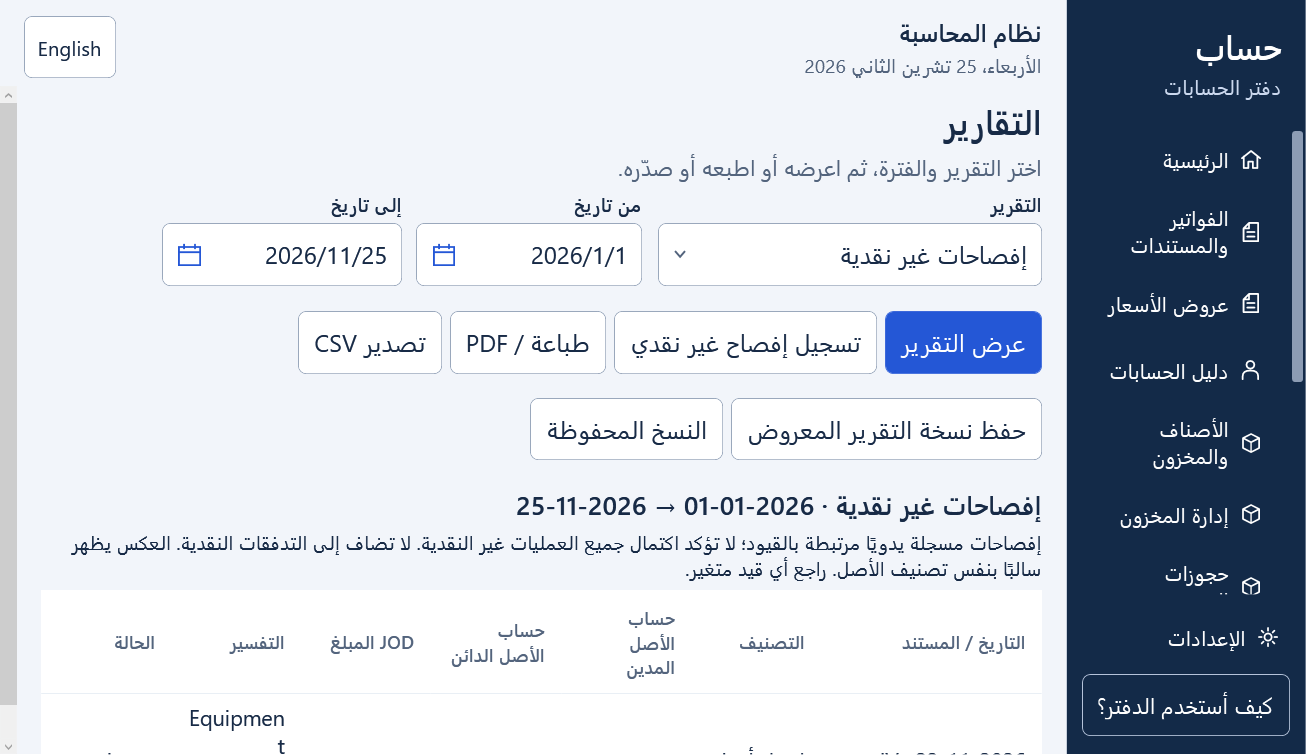 حساب
دفتر الحسابات
الرئيسية
الفواتير
والمستندات
عروض الأسعار
دليل الحسابات
الأصناف
والمخزون
إدارة المخزون
حجوزات
الإعدادات
كيف أستخدم الدفتر؟
نظام المحاسبة
الأربعاء، 25 تشرين الثاني 2026
English
التقارير
اختر التقرير والفترة، ثم اعرضه أو اطبعه أو صدّره.
التقرير
من تاريخ
إلى تاريخ
إفصاحات غير نقدية
2026/1/1
2026/11/25
عرض التقرير
تسجيل إفصاح غير نقدي
طباعة / PDF
تصدير CSV
حفظ نسخة التقرير المعروض
النسخ المحفوظة
إفصاحات غير نقدية · 2026-01-01 → 2026-11-25
إفصاحات مسجلة يدويًا مرتبطة بالقيود؛ لا تؤكد اكتمال جميع العمليات غير النقدية. لا تضاف إلى التدفقات النقدية. العكس يظهر
سالبًا بنفس تصنيف الأصل. راجع أي قيد متغير.
التاريخ / المستند
التصنيف
حساب
الأصل
المدين
حساب
الأصل الدائن
JOD المبلغ
التفسير
الحالة
Equipmen
t